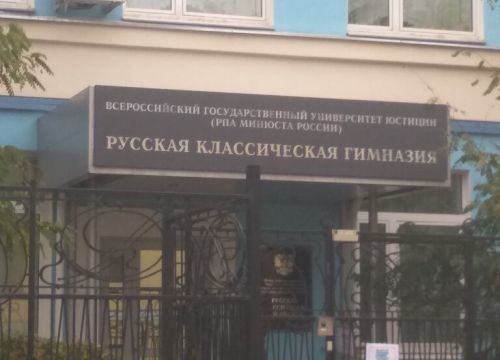 ВСЕРОССИЙСКИЙ ГОСУДАРСТВЕННЫЙ УНИВЕРСИТЕТ ЮСТИЦИИ
(РПА МИНЮСТА РОССИИ)
РУССКАЯ КЛАССИЧЕСКАЯ ГИМНАЗИЯ